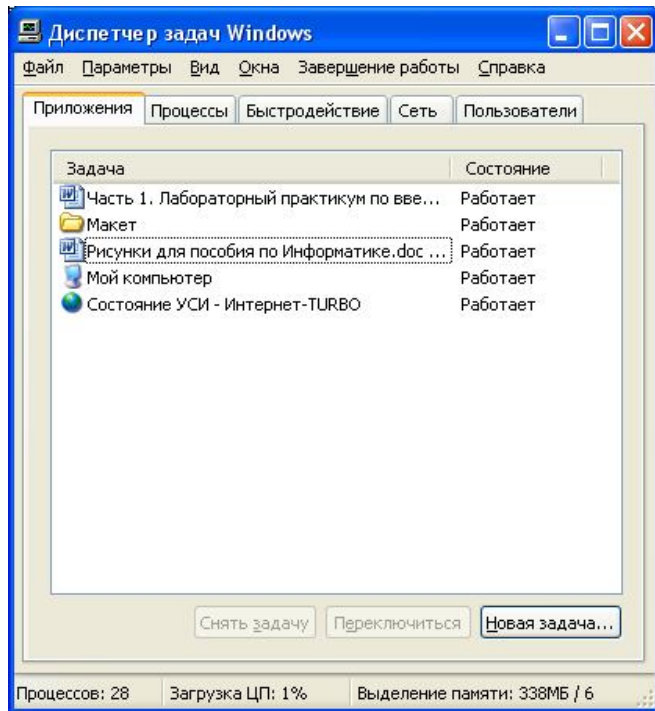 Диспетчер задач Windows
Файл Параметры Вид Окна Завершение работы Справка
Приложения Процессы Быстродействие Сеть Пользователи
Задача Состояние
Часть 1. Лабораторный практикум по вве... Работает
Макет Работает
Рисунки для пособия по Информатике.doc ... Работает
Мой компьютер Работает
Состояние УСИ - Интернет-TURBO Работает
Снять задачу Переключиться Новая задача...
Процессов: 28 Загрузка ЦП: 1% Выделение памяти: 338МБ / 6